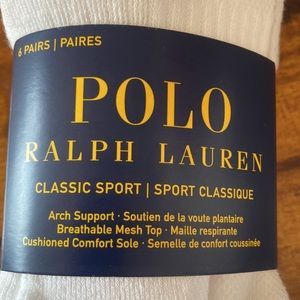 6 PAIRS | PAIRES
POLO
RALPH LAUREN
CLASSIC SPORT | SPORT CLASSIQUE
Arch Support · Soutien de la voute plantaire
Breathable Mesh Top · Maille respirante
Cushioned Comfort Sole · Semelle de confort coussinée